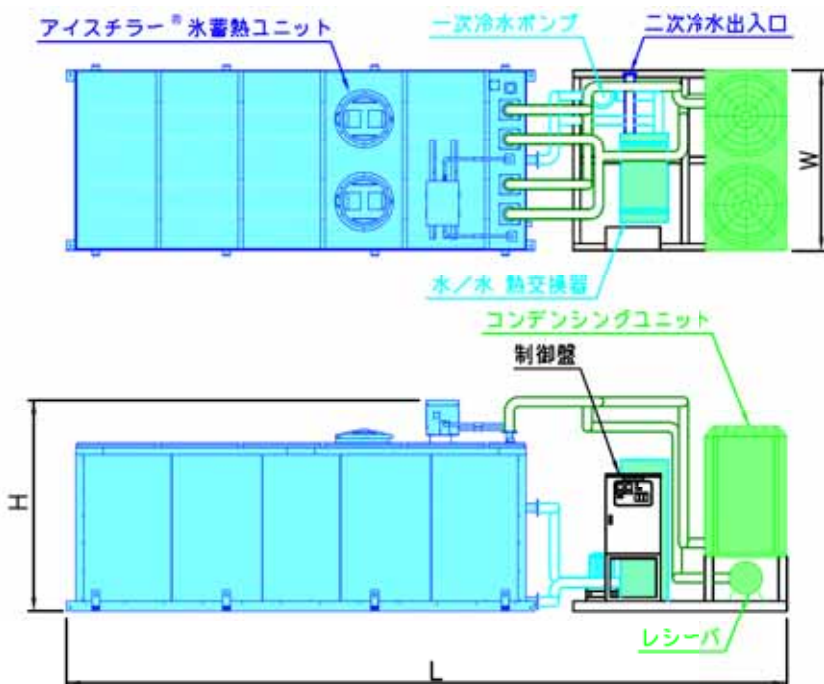 アイスチラー®氷蓄熱ユニット
一次冷水ポンプ
二次冷水出入口
W
水／水 熱交換器
コンデンシングユニット
制御盤
H
レシーバ
L